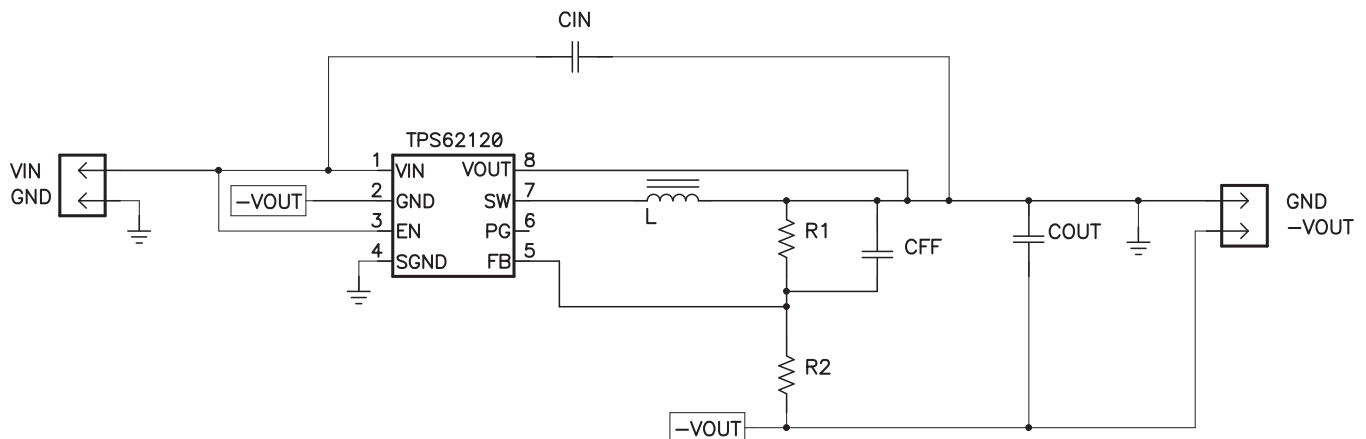 CIN
TPS62120
VIN
GND
1 VIN VOUT 8
-VOUT
2 GND SW 7
3 EN PG 6
4 SGND FB 5
L
R1
CFF
COUT
GND
-VOUT
R2
-VOUT